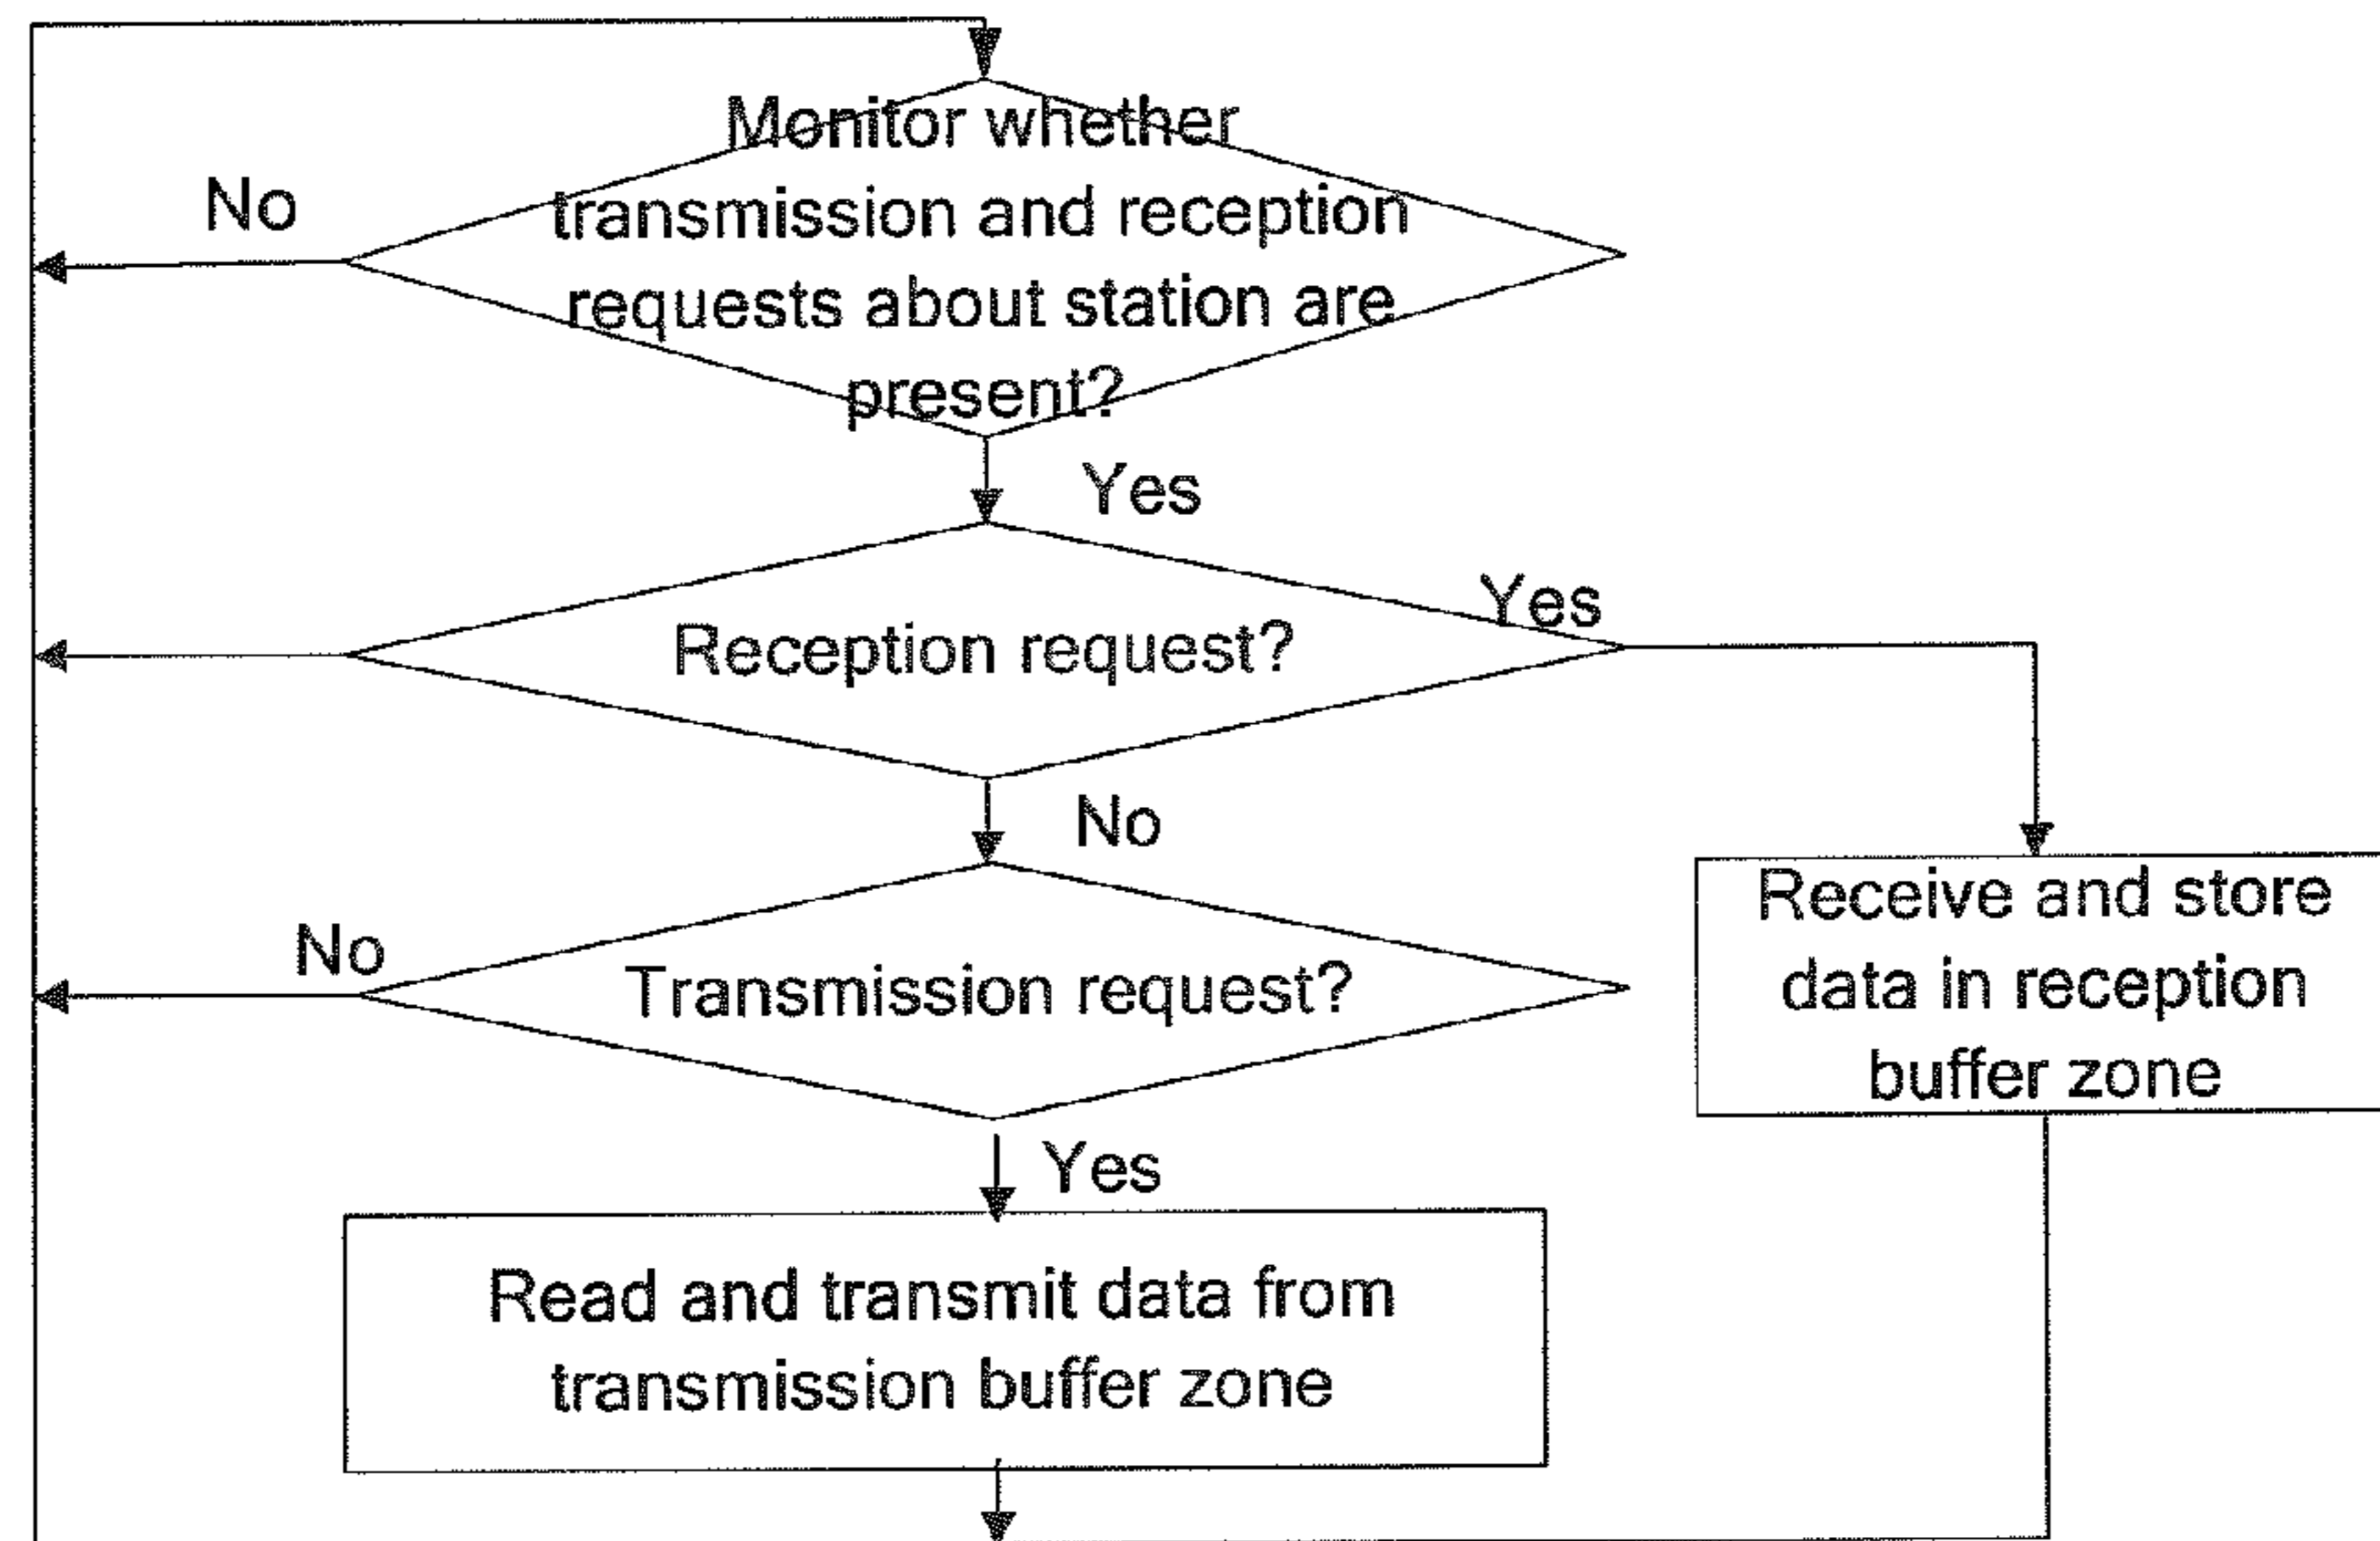 Monitor whether
No
transmission and reception
requests about station are
present?
Yes
Yes
Reception request?
No
Receive and store
data in reception
buffer zone
No
Transmission request?
Yes
Read and transmit data from
transmission buffer zone